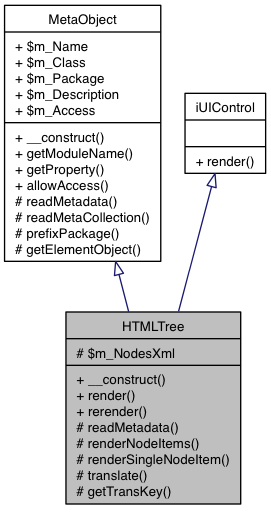 MetaObject
+ $m_Name
+ $m_Class
+ $m_Package
+ $m_Description
+ $m_Access
+ __construct()
+ getModuleName()
+ getProperty()
+ allowAccess()
# readMetadata()
# readMetaCollection()
# prefixPackage()
# getElementObject()
iUIControl
+ render()
HTMLTree
# $m_NodesXml
+ __construct()
+ render()
+ rerender()
# readMetadata()
# renderNodeItems()
# renderSingleNodeItem()
# translate()
# getTransKey()